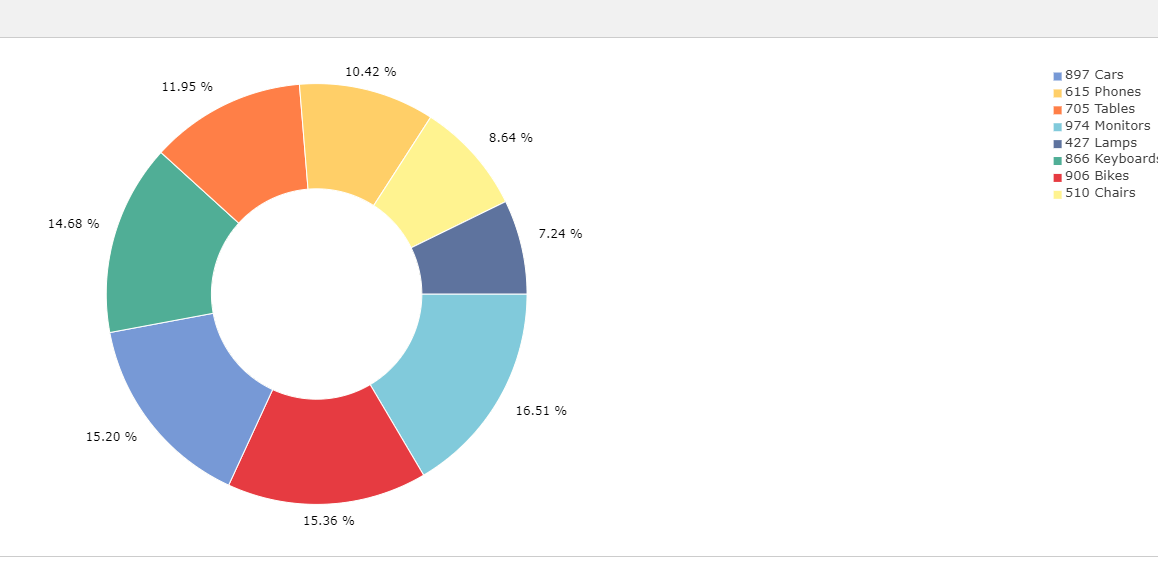 10.42 %
11.95 %
8.64 %
14.68 %
7.24 %
16.51 %
15.20 %
15.36 %
897 Cars
615 Phones
705 Tables
974 Monitors
427 Lamps
866 Keyboards
906 Bikes
510 Chairs